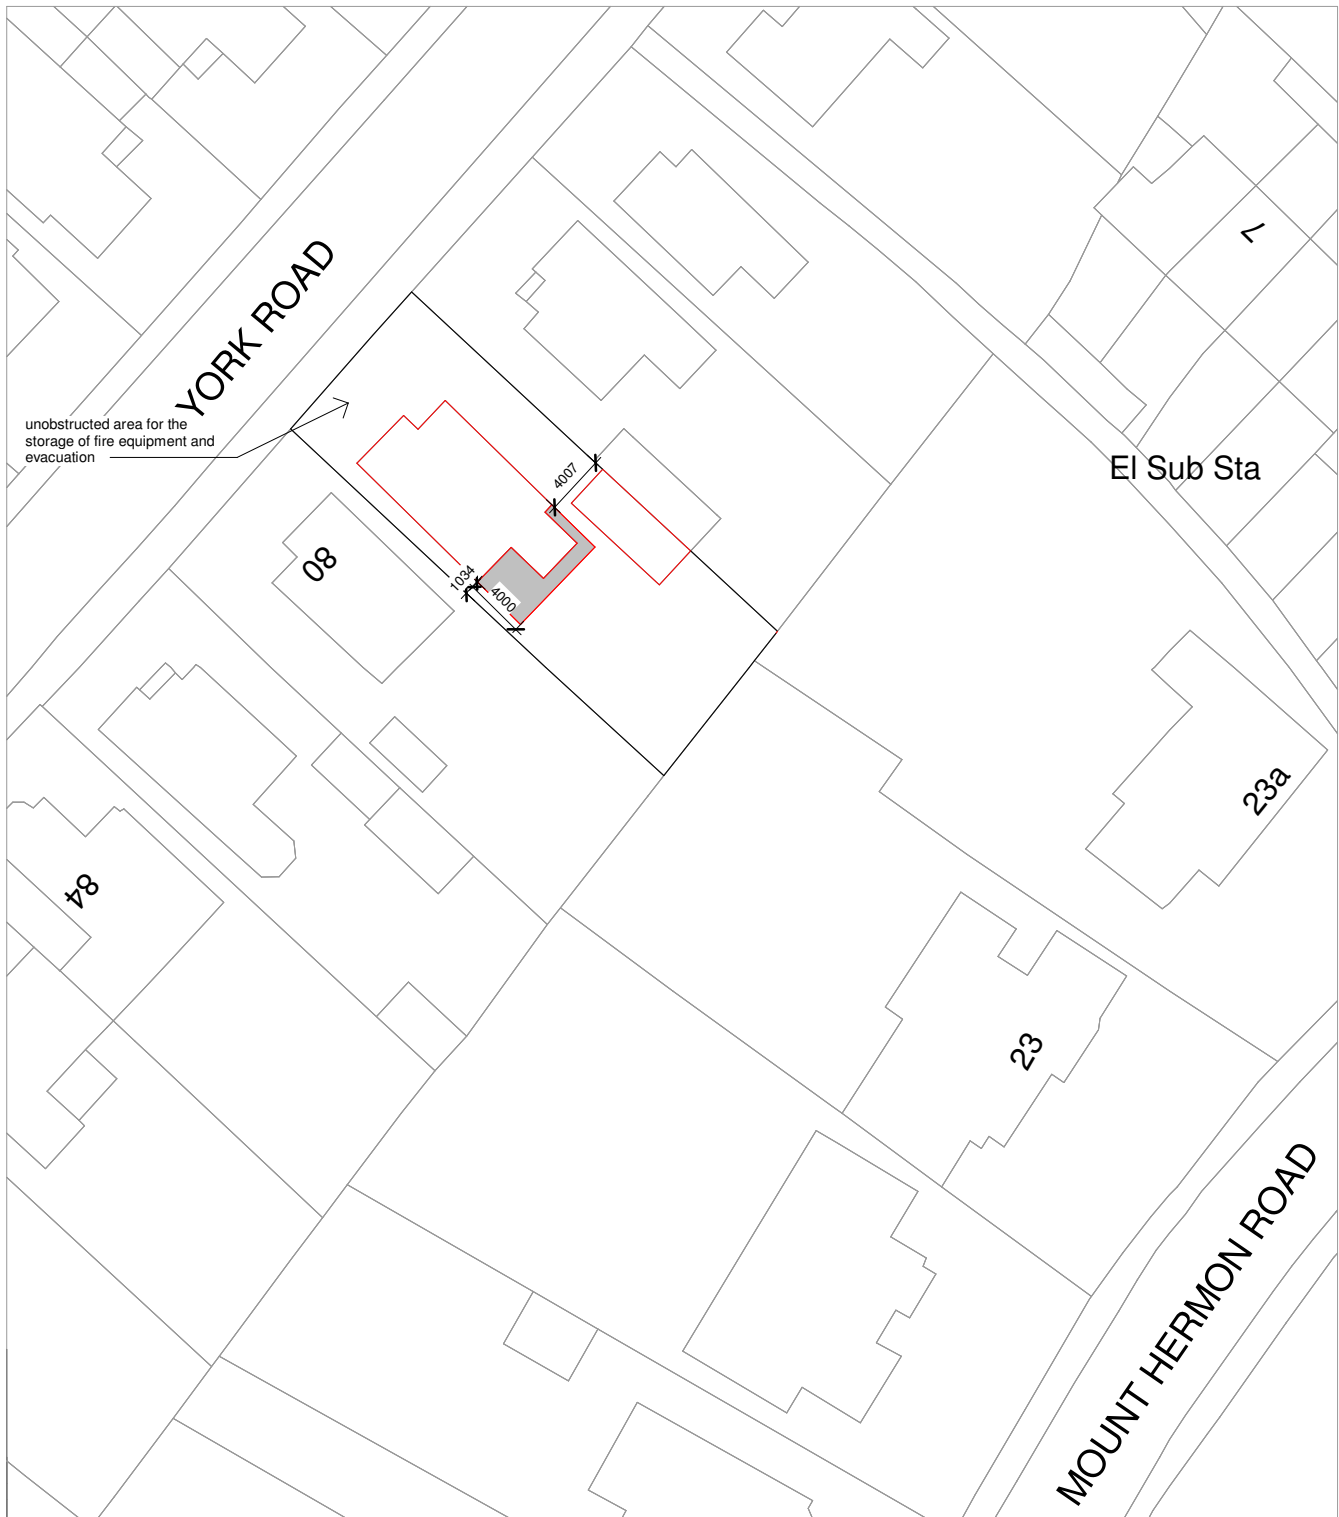 7
YORK ROAD
unobstructed area for the
storage of fire equipment and
evacuation
4007
El Sub Sta
80
1034
4000
23a
84
23
MOUNT HERMON ROAD